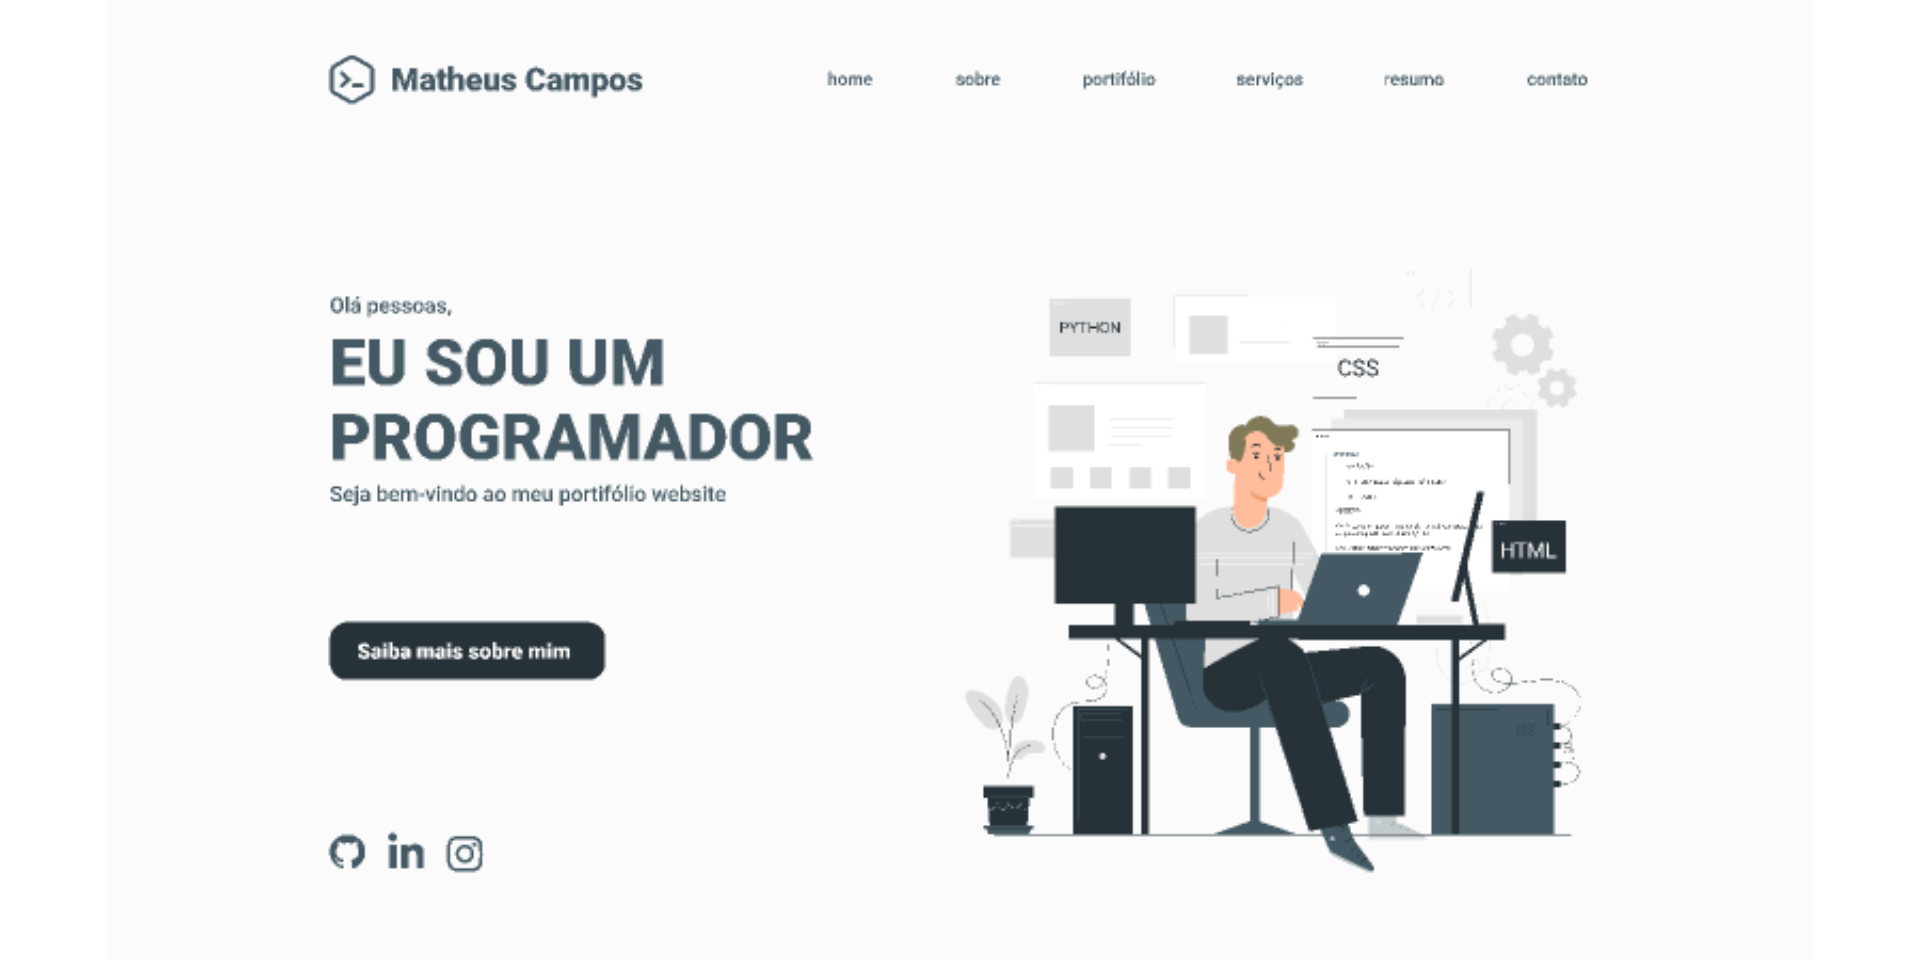 Matheus Campos
home
sobre
portifólio
serviços
resumo
contato
Olá pessoas,
EU SOU UM
PROGRAMADOR
Seja bem-vindo ao meu portifólio website
Saiba mais sobre mim
PYTHON
CSS
HTML